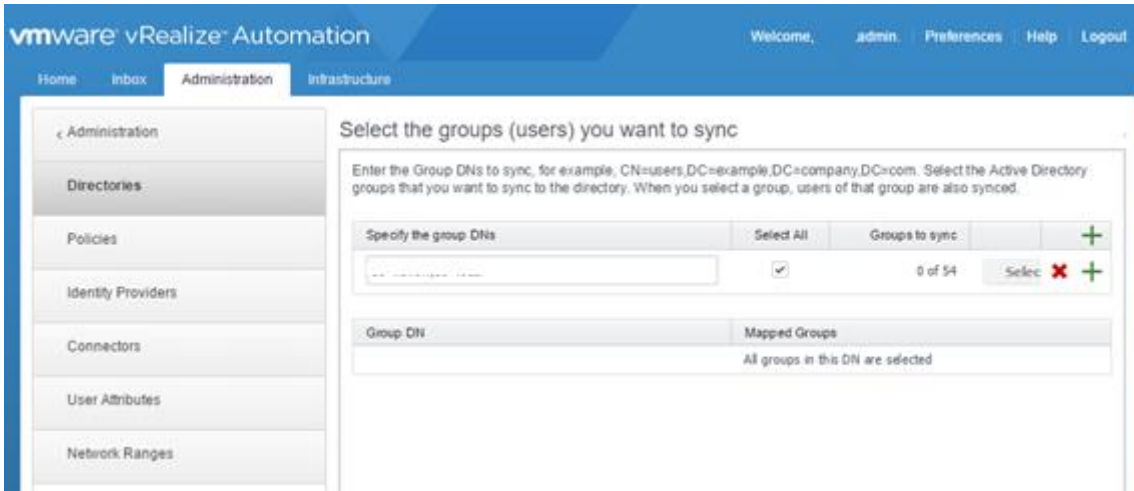 vmware vRealize Automation
Welcome, admin. Preferences Help Logout
Home Inbox Administration Infrastructure
< Administration
Directories
Policies
Identity Providers
Connectors
User Attributes
Network Ranges
Select the groups (users) you want to sync
Enter the Group DNs to sync, for example, CN=users,DC=example,DC=company,DC=com. Select the Active Directory
groups that you want to sync to the directory. When you select a group, users of that group are also synced.
Specify the group DNs Select All Groups to sync
0 of 54 Selec
Group DN Mapped Groups
All groups in this DN are selected